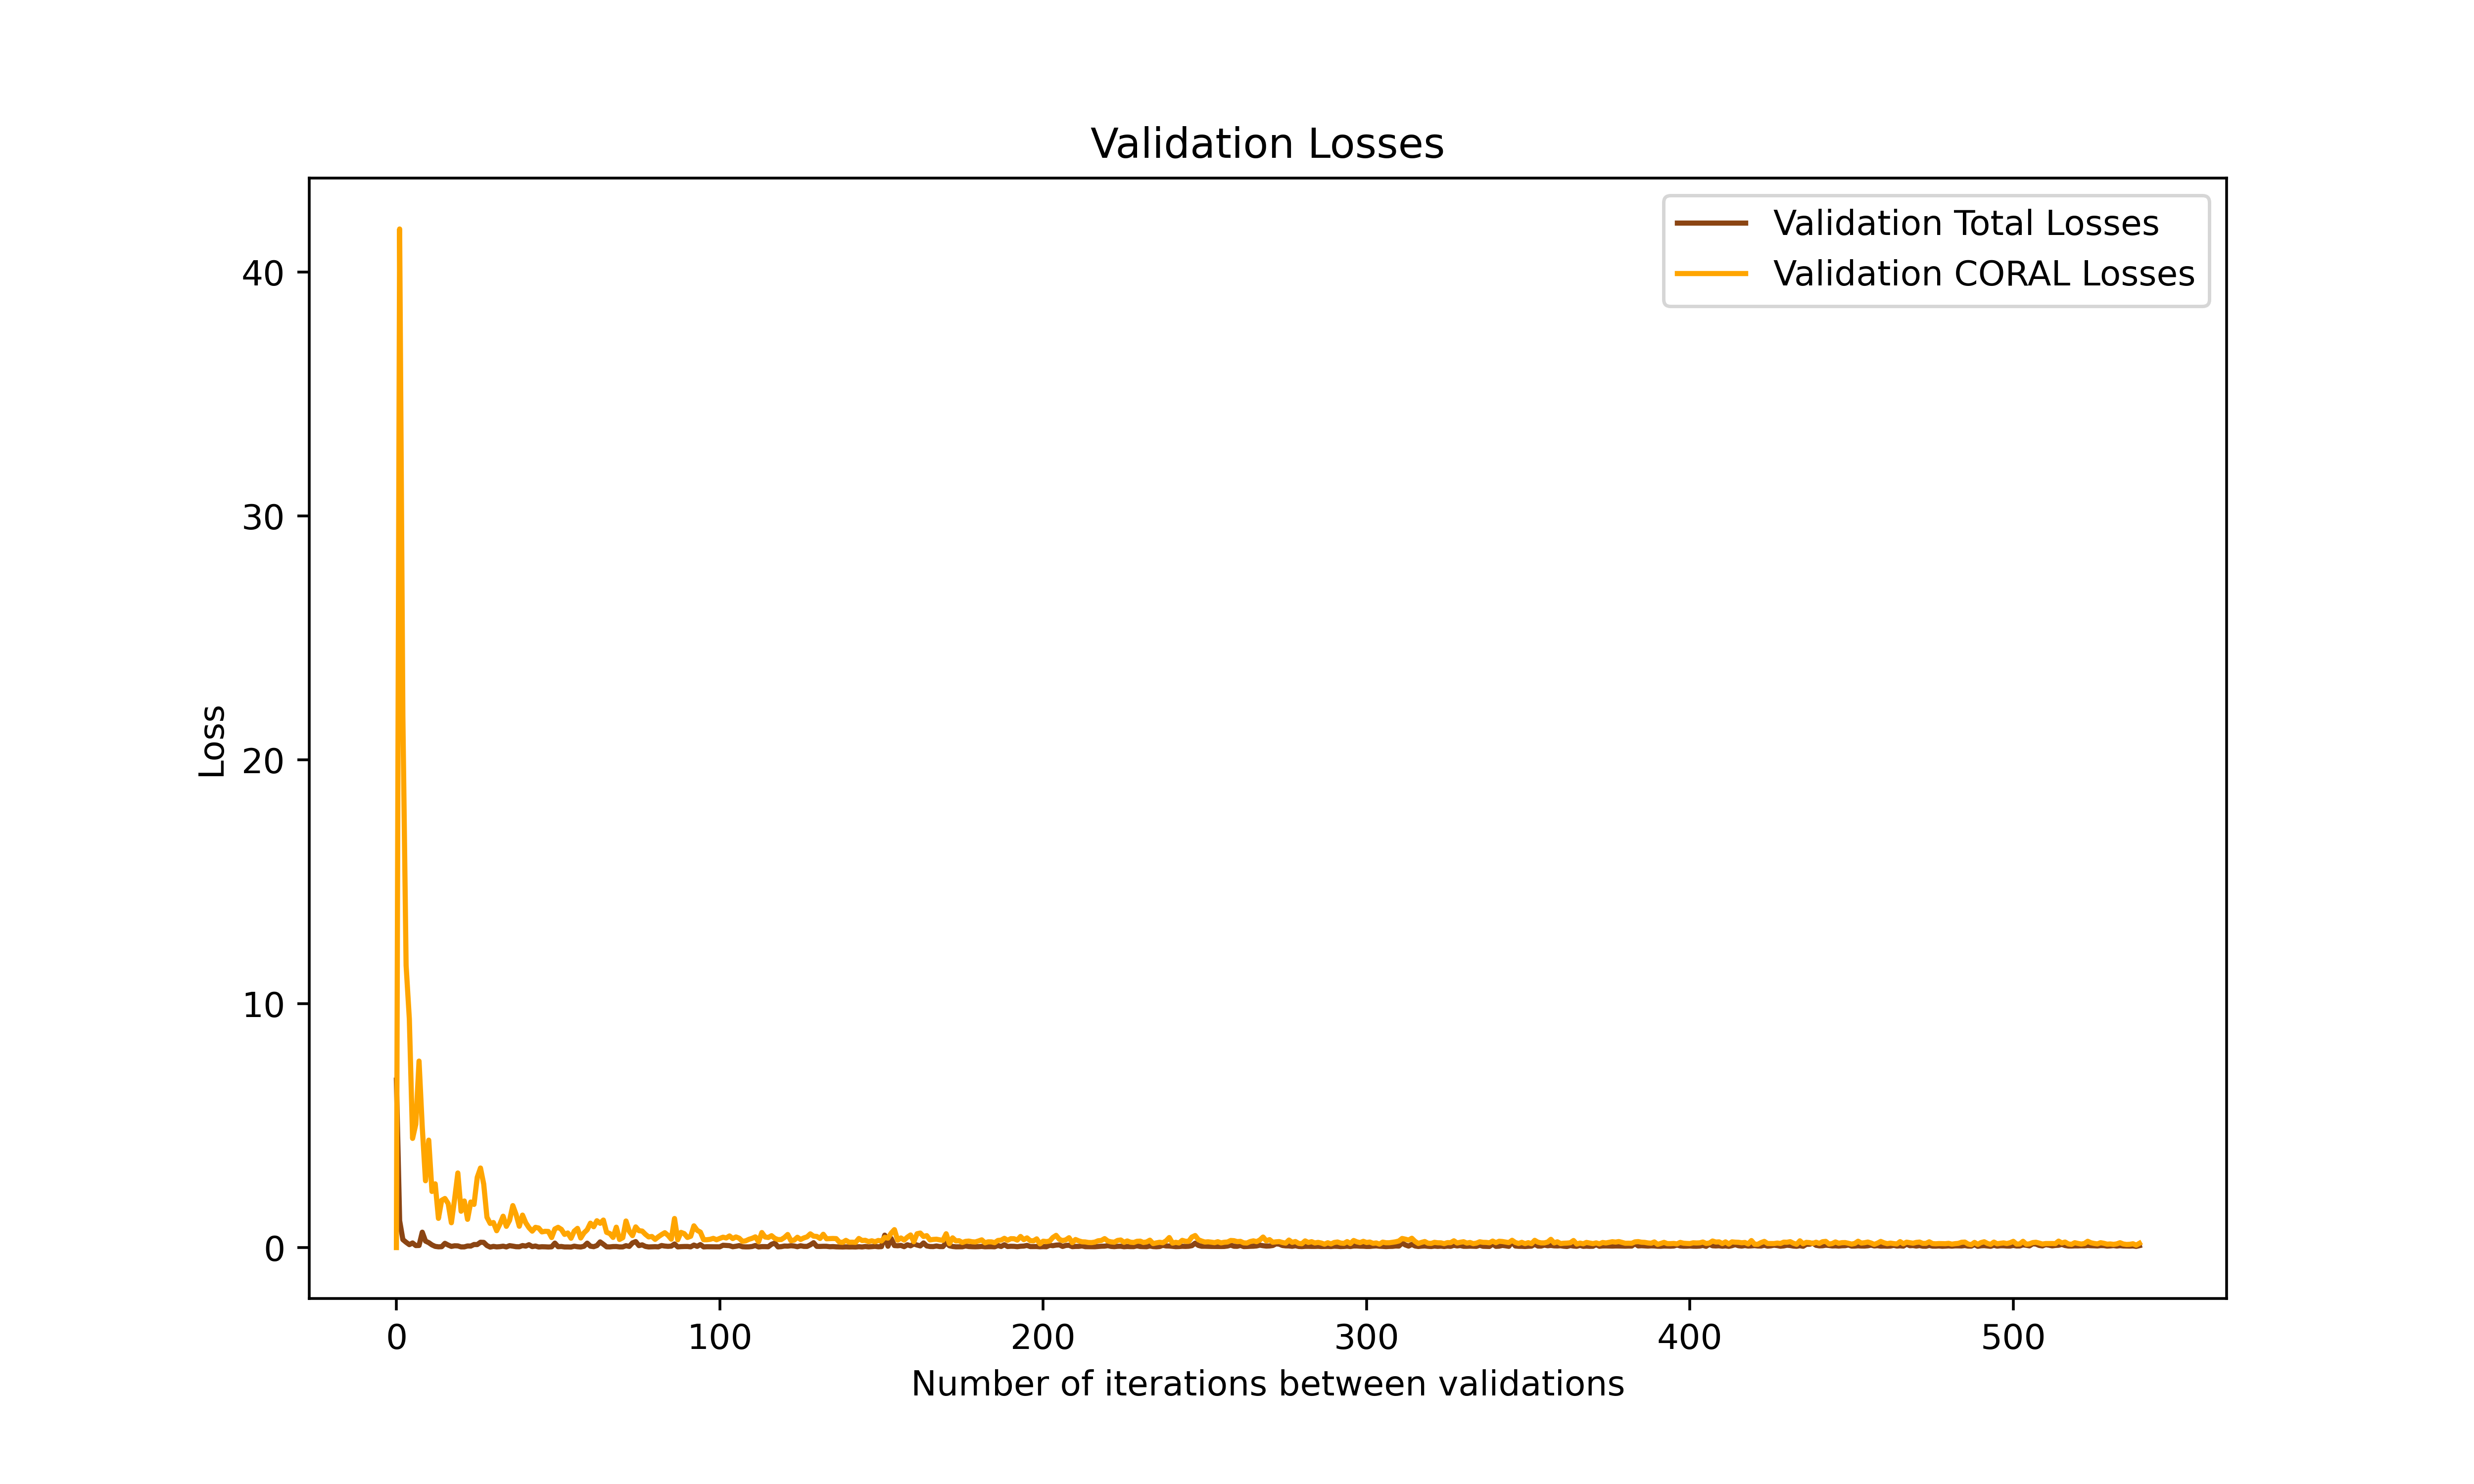 Validation Losses
Validation Total Losses
Validation CORAL Losses
40
30
20
10
0
Loss
0 100 200 300 400 500
Number of iterations between validations